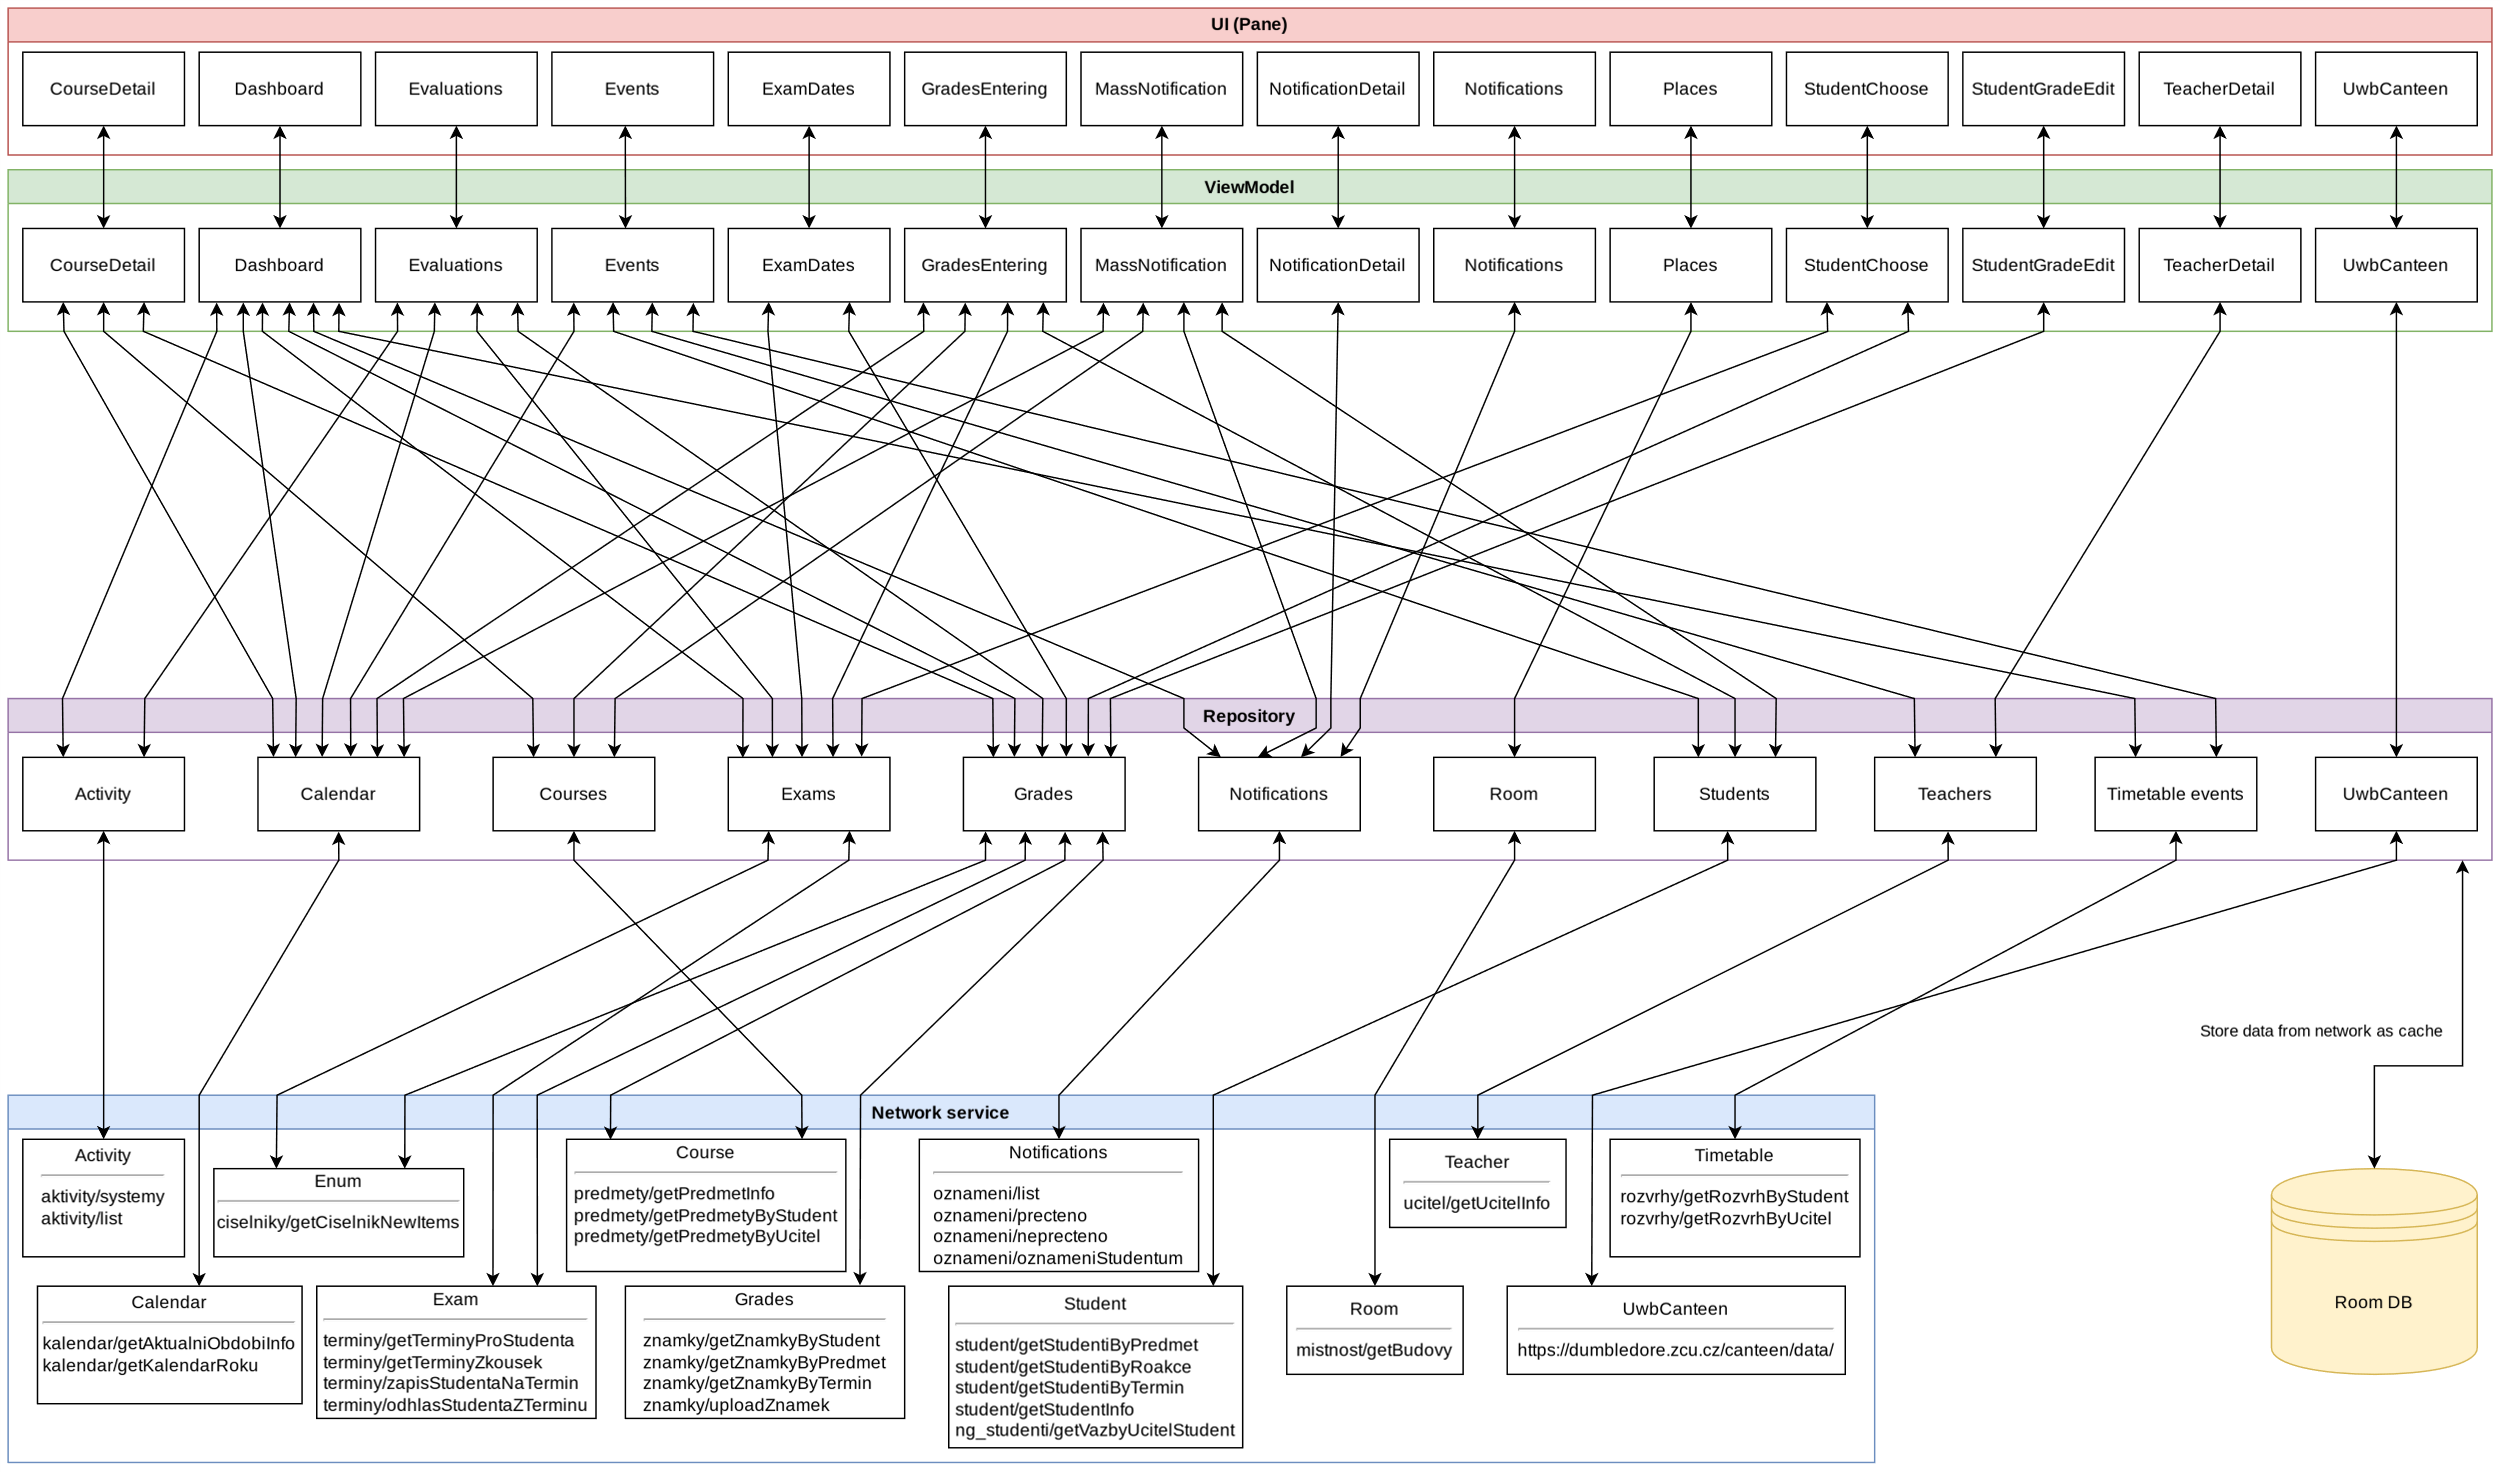 UI (Pane)
CourseDetail
Dashboard
Evaluations
Events
ExamDates
GradesEntering
MassNotification
NotificationDetail
Notifications
Places
StudentChoose
StudentGradeEdit
TeacherDetail
UwbCanteen
ViewModel
CourseDetail
Dashboard
Evaluations
Events
ExamDates
GradesEntering
MassNotification
NotificationDetail
Notifications
Places
StudentChoose
StudentGradeEdit
TeacherDetail
UwbCanteen
Repository
Activity
Calendar
Courses
Exams
Grades
Notifications
Room
Students
Teachers
Timetable events
UwbCanteen
Store data from network as cache
Network service
Activity
aktivity/systemy
aktivity/list
Enum
ciselniky/getCiselnikNewItems
Course
predmety/getPredmetInfo
predmety/getPredmetyByStudent
predmety/getPredmetyByUcitel
Notifications
oznameni/list
oznameni/precteno
oznameni/neprecteno
oznameni/oznameniStudentum
Teacher
ucitel/getUcitelInfo
Timetable
rozvrhy/getRozvrhByStudent
rozvrhy/getRozvrhByUcitel
Calendar
kalendar/getAktualniObdobiInfo
kalendar/getKalendarRoku
Exam
terminy/getTerminyProStudenta
terminy/getTerminyZkousek
terminy/zapisStudentaNaTermin
terminy/odhlasStudentaZTerminu
Grades
znamky/getZnamkyByStudent
znamky/getZnamkyByPredmet
znamky/getZnamkyByTermin
znamky/uploadZnamek
Student
student/getStudentiByPredmet
student/getStudentiByRoakce
student/getStudentiByTermin
student/getStudentInfo
ng_studenti/getVazbyUcitelStudent
Room
mistnost/getBudovy
UwbCanteen
https://dumbledore.zcu.cz/canteen/data/
Room DB